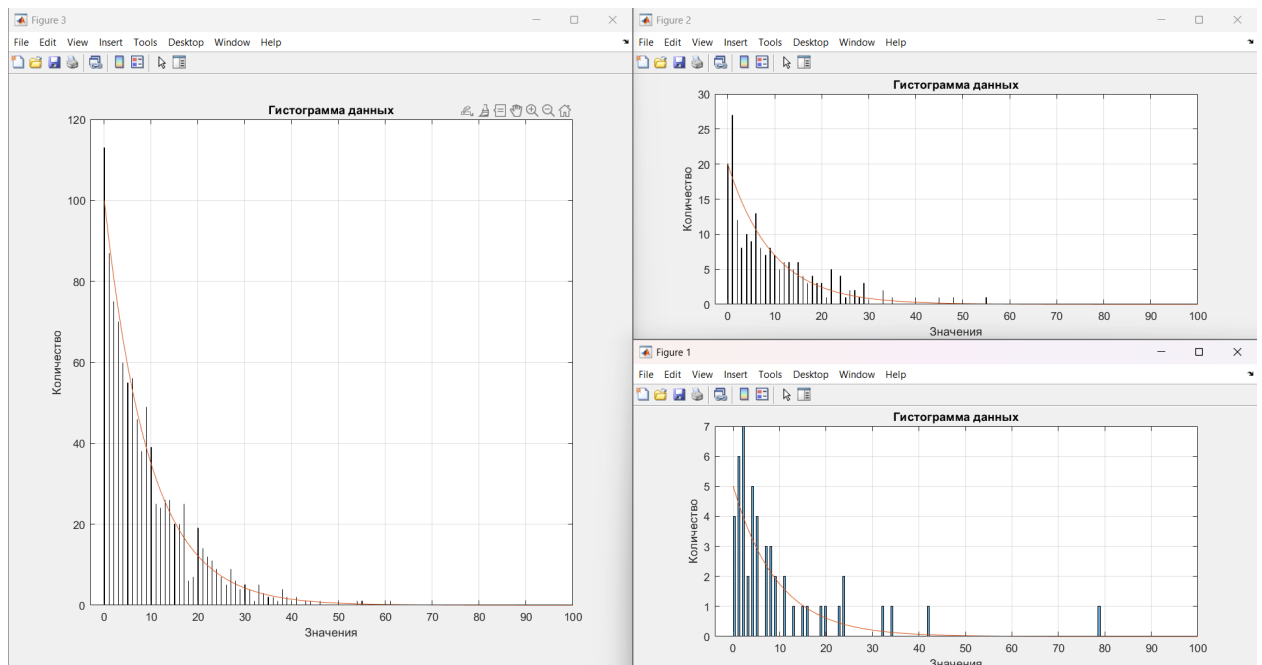 Figure 3
File Edit View Insert Tools Desktop Window Help
Гистограмма данных
120
100
80
60
40
20
0
Количество
0 10 20 30 40 50 60 70 80 90 100
Значения
Figure 2
File Edit View Insert Tools Desktop Window Help
Гистограмма данных
30
25
20
15
10
5
0
Количество
0 10 20 30 40 50 60 70 80 90 100
Значения
Figure 1
File Edit View Insert Tools Desktop Window Help
Гистограмма данных
7
6
5
4
3
2
1
0
Количество
0 10 20 30 40 50 60 70 80 90 100
Значения